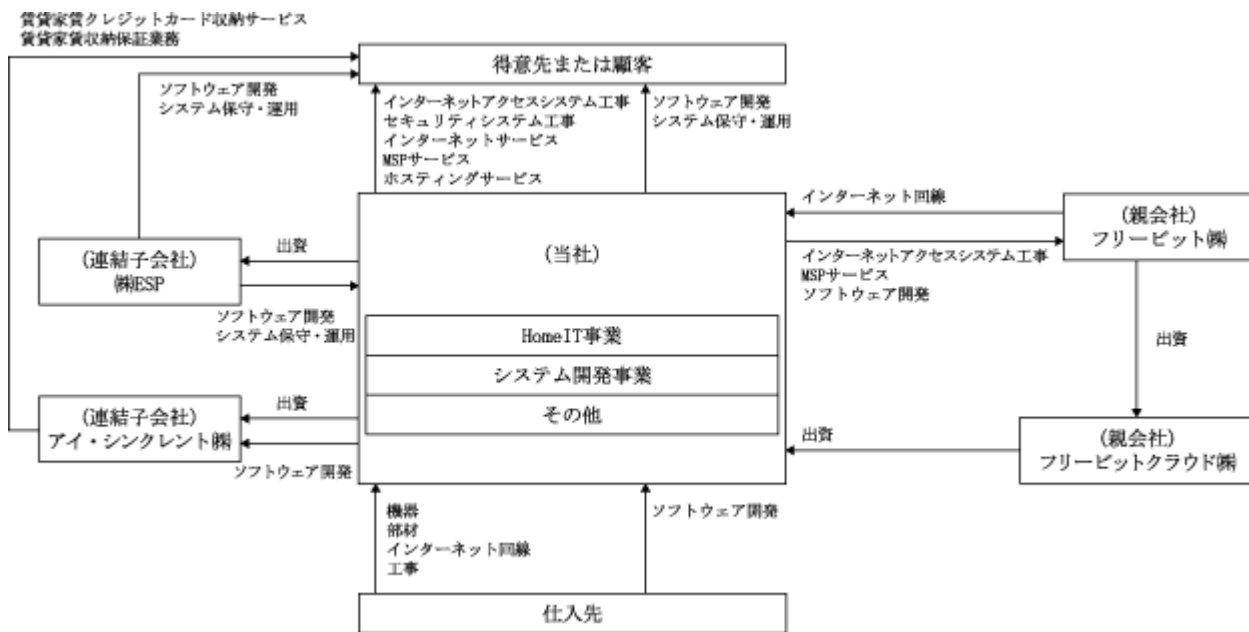 賃貸家賃クレジットカード収納サービス
賃貸家賃収納保証業務
得意先または顧客
ソフトウェア開発
システム保守・運用
インターネットアクセスシステム工事
セキュリティシステム工事
インターネットサービス
MSPサービス
ホスティングサービス
ソフトウェア開発
システム保守・運用
インターネット回線
(親会社)
フリービット㈱
(当社)
出資
(連結子会社)
㈱ESP
インターネットアクセスシステム工事
MSPサービス
ソフトウェア開発
ソフトウェア開発
システム保守・運用
HomeIT事業
システム開発事業
その他
出資
出資
(連結子会社)
アイ・シンクレント㈱
ソフトウェア開発
出資
(親会社)
フリービットクラウド㈱
機器
部材
インターネット回線
工事
ソフトウェア開発
仕入先